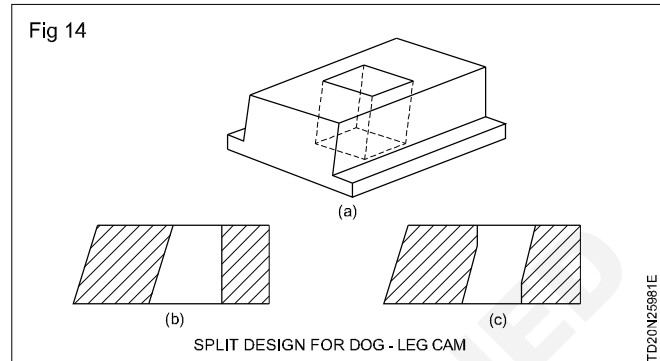 Fig 14
(a)
(b)
(c)
SPLIT DESIGN FOR DOG - LEG CAM
TD20N25981E